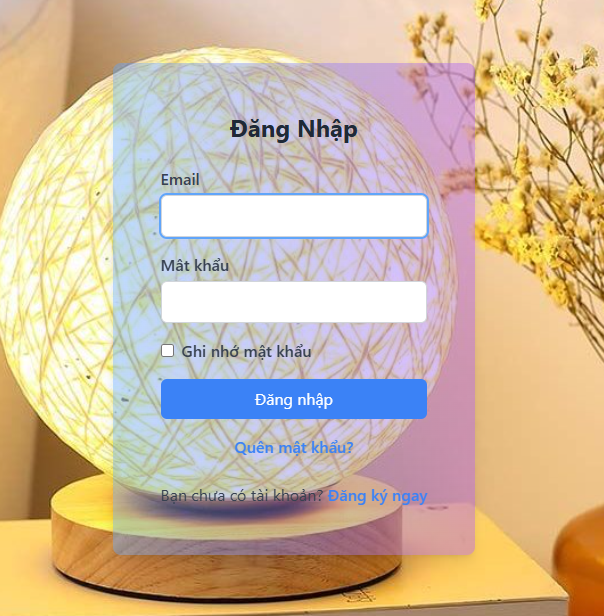 Đăng Nhập
Email
Mât khẩu
Ghi nhớ mật khẩu
Đăng nhập
Quên mật khẩu?
Bạn chưa có tài khoản? Đăng ký ngay